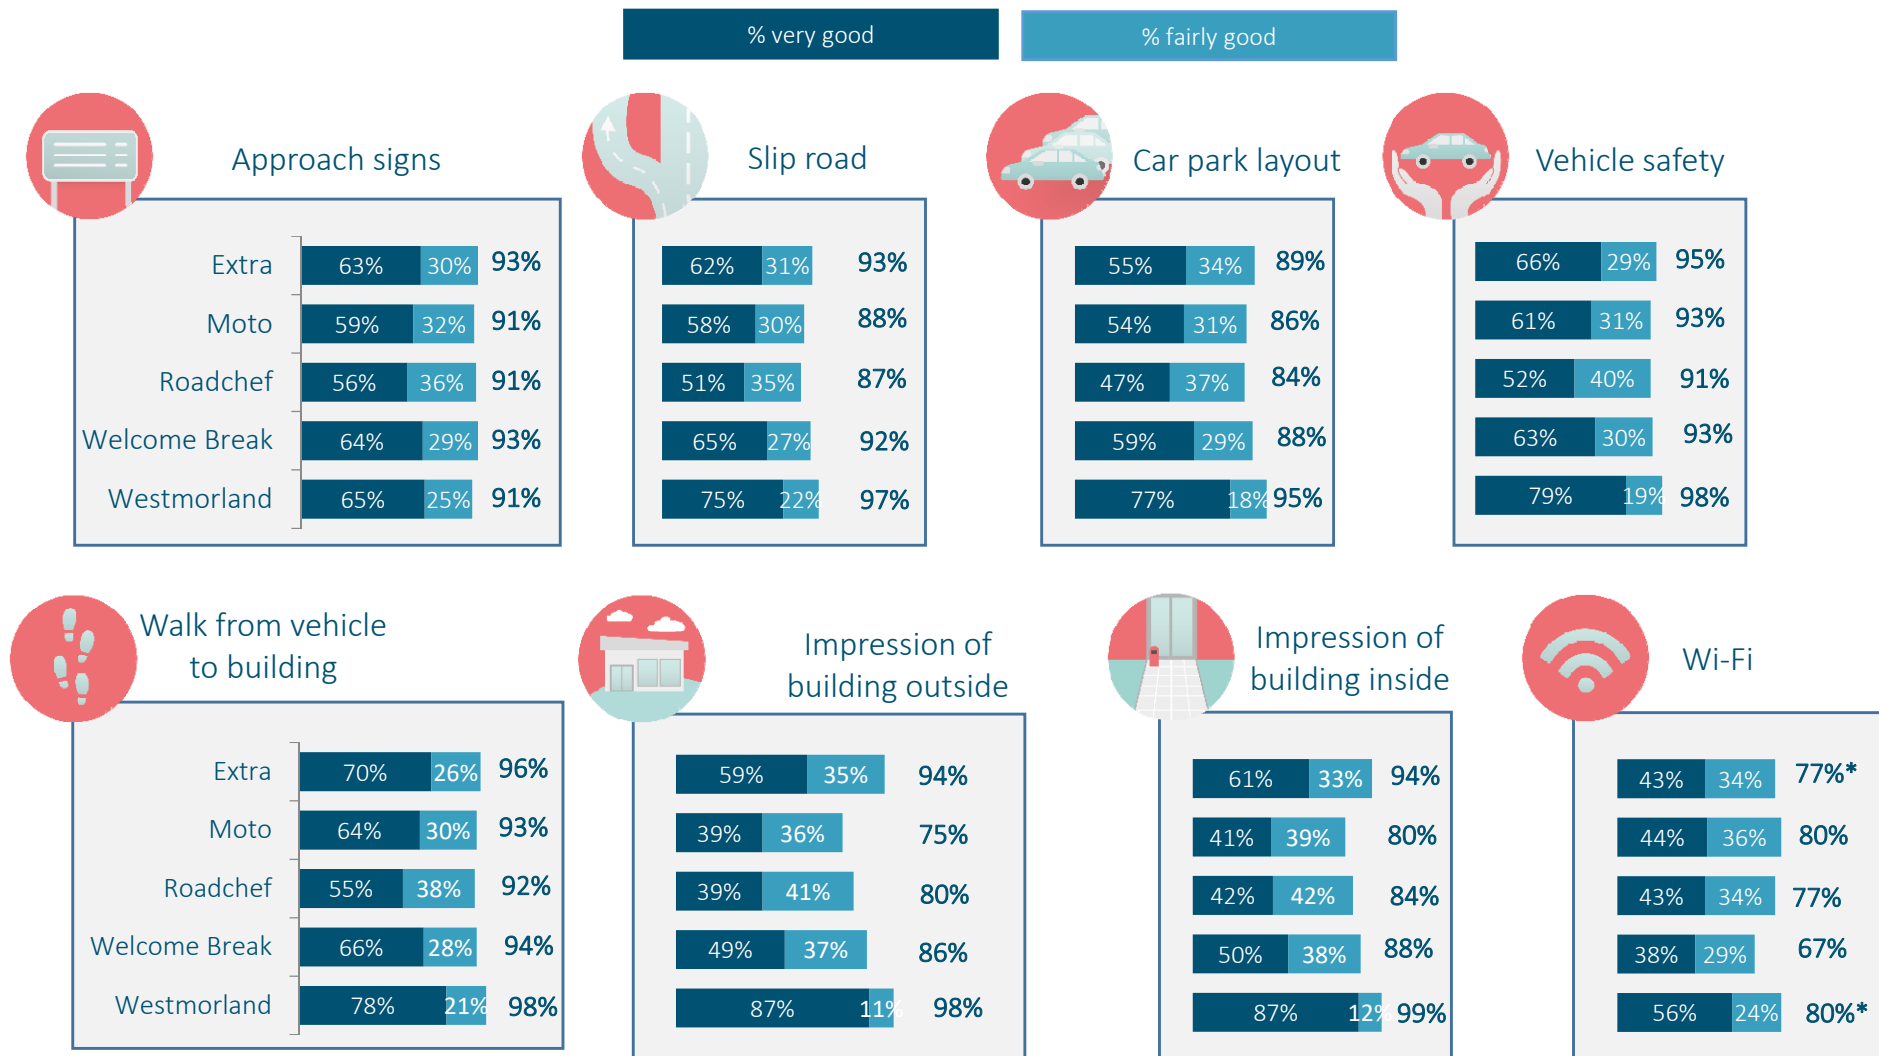 % very good % fairly good
Approach signs
Extra 63% 30% 93%
Moto 59% 32% 91%
Roadchef 56% 36% 91%
Welcome Break 64% 29% 93%
Westmorland 65% 25% 91%
Slip road
62% 31% 93%
58% 30% 88%
51% 35% 87%
65% 27% 92%
75% 22% 97%
Car park layout
55% 34% 89%
54% 31% 86%
47% 37% 84%
59% 29% 88%
77% 18% 95%
Vehicle safety
66% 29% 95%
61% 31% 93%
52% 40% 91%
63% 30% 93%
79% 19% 98%
Walk from vehicle
to building
Extra 70% 26% 96%
Moto 64% 30% 93%
Roadchef 55% 38% 92%
Welcome Break 66% 28% 94%
Westmorland 78% 21% 98%
Impression of
building outside
59% 35% 94%
39% 36% 75%
39% 41% 80%
49% 37% 86%
87% 11% 98%
Impression of
building inside
61% 33% 94%
41% 39% 80%
42% 42% 84%
50% 38% 88%
87% 12% 99%
Wi-Fi
43% 34% 77%*
44% 36% 80%
43% 34% 77%
38% 29% 67%
56% 24% 80%*